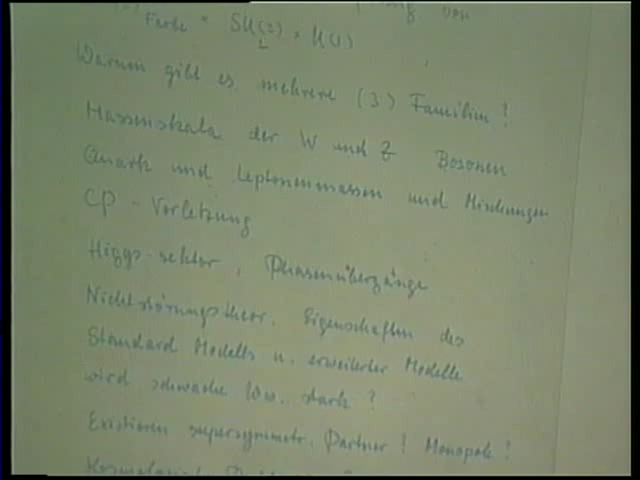 von
Farbe × SU(2) × U(1)
L
Warum gibt es mehrere (3) Familien?
Massenskala der W und Z Bosonen
Quark und Leptonenmassen und Mischungen
CP - Verletzung
Higgs-sektor, Phasenübergänge
Nichtstörungstheor. Eigenschaften des
Standard Modells u. erweiterter Modelle
wird schwache Ww. stark?
Existieren supersymmetr. Partner? Monopole?